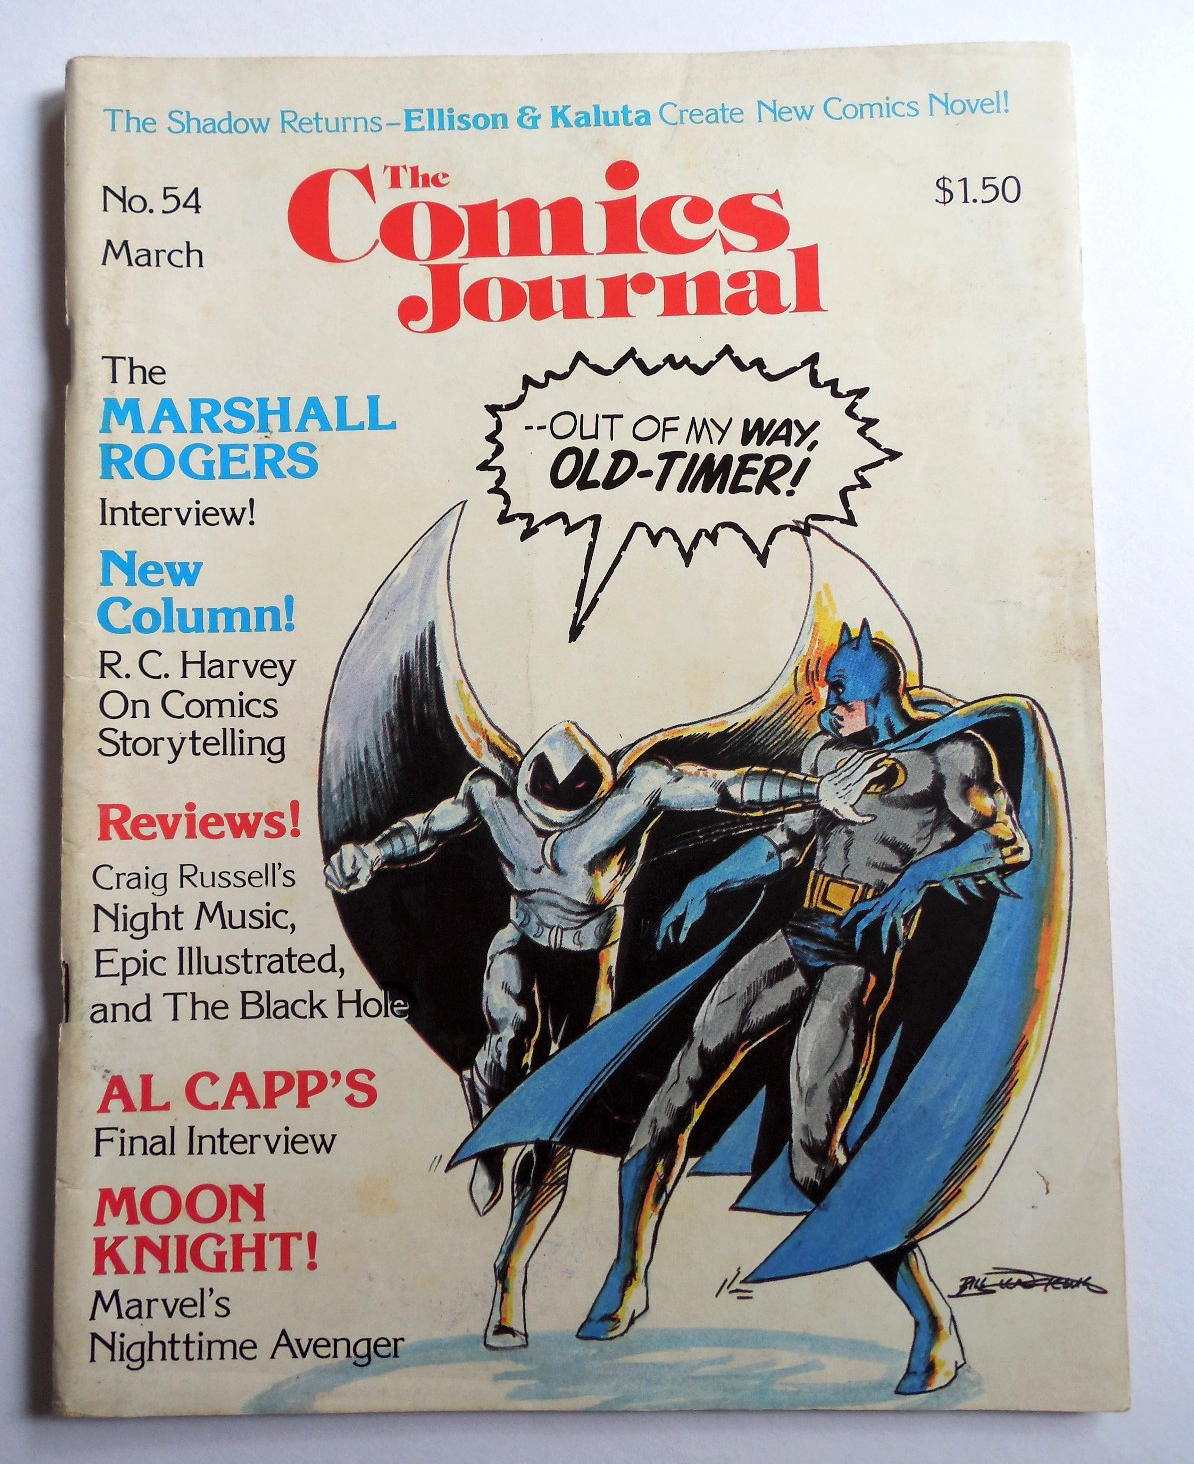 The Shadow Returns–Ellison & Kaluta Create New Comics Novel!
No. 54
March
The
Comics
Journal
$1.50
The
MARSHALL
ROGERS
Interview!
New
Column!
R. C. Harvey
On Comics
Storytelling
Reviews!
Craig Russell's
Night Music,
Epic Illustrated,
and The Black Hole
AL CAPP'S
Final Interview
MOON
KNIGHT!
Marvel's
Nighttime Avenger
--OUT OF MY WAY,
OLD-TIMER!